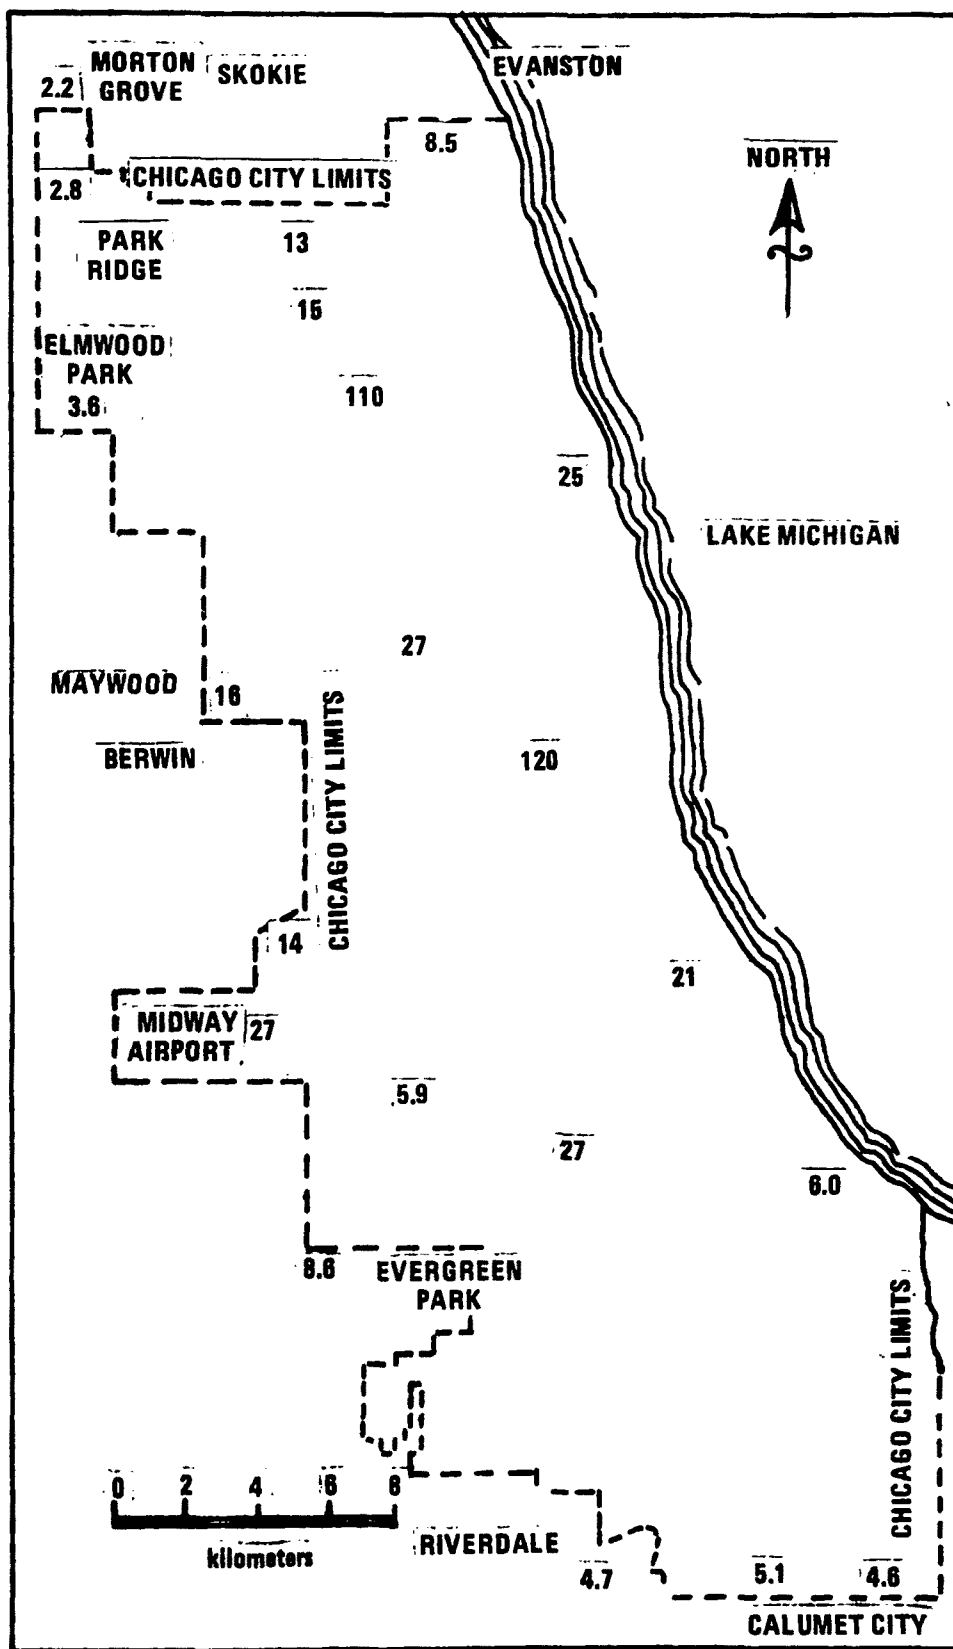 EVANSTON
MORTON
GROVE
SKOKIE
2.2
8.5
NORTH
CHICAGO CITY LIMITS
2.8
PARK
RIDGE
13
15
ELMWOOD
PARK
3.6
110
25
LAKE MICHIGAN
27
MAYWOOD
16
BERWIN
120
CHICAGO CITY LIMITS
14
21
MIDWAY
AIRPORT
27
5.9
27
6.0
8.6
EVERGREEN
PARK
CHICAGO CITY LIMITS
0 2 4 6 8
kilometers
RIVERDALE
4.7
5.1
4.6
CALUMET CITY